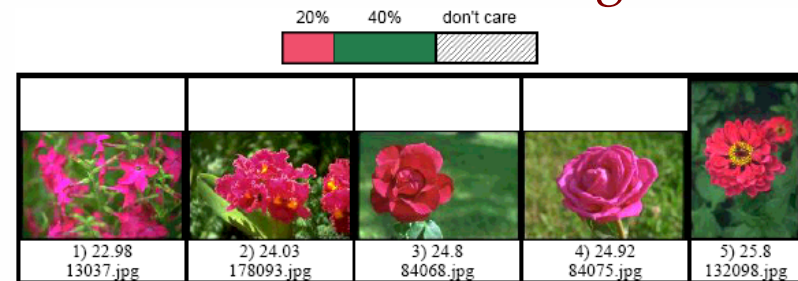 20% 40% don't care
1) 22.98 2) 24.03 3) 24.8 4) 24.92 5) 25.8
13037.jpg 178093.jpg 84068.jpg 84075.jpg 132098.jpg